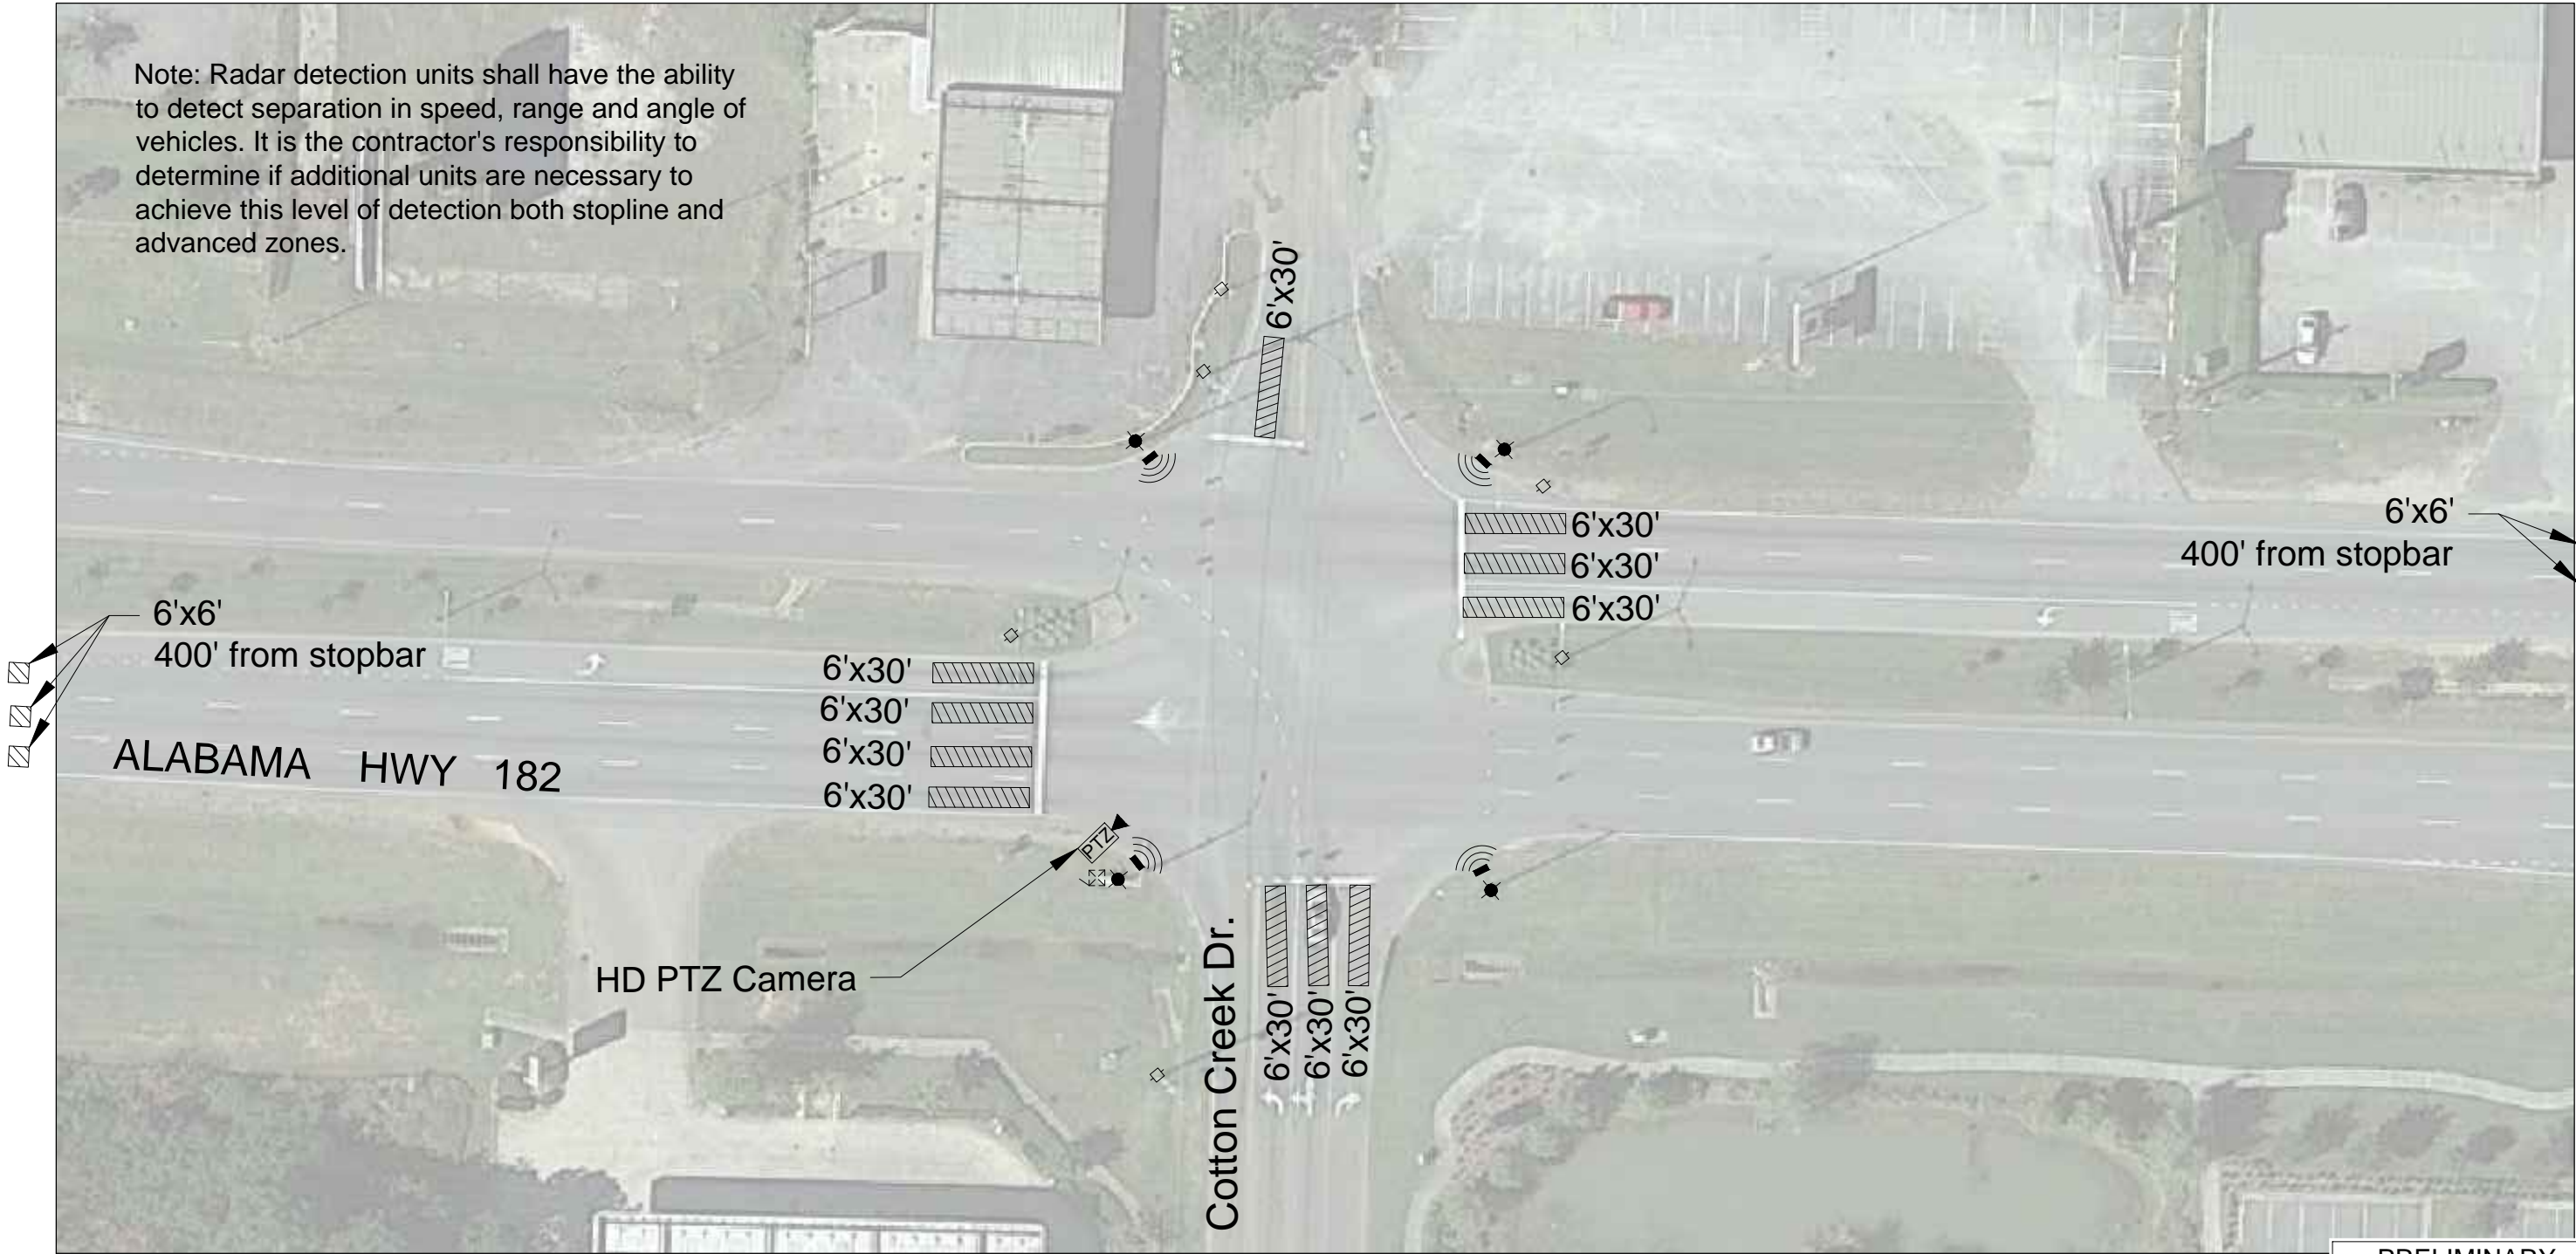 Note: Radar detection units shall have the ability
to detect separation in speed, range and angle of
vehicles. It is the contractor's responsibility to
determine if additional units are necessary to
achieve this level of detection both stopline and
advanced zones.
6'x30'
6'x30'
6'x30'
6'x30'
6'x6'
400' from stopbar
6'x6'
400' from stopbar
6'x30'
6'x30'
6'x30'
6'x30'
ALABAMA HWY 182
PTZ
HD PTZ Camera
Cotton Creek Dr.
6'x30'
6'x30'
6'x30'
PRELIMINARY